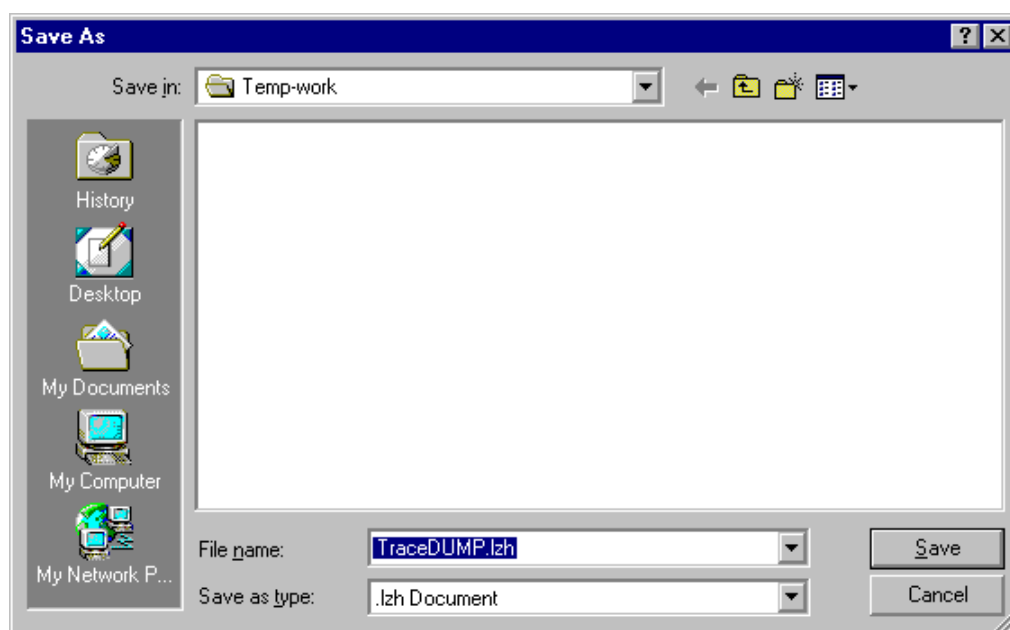 Save As
Save in: Temp-work
History
Desktop
My Documents
My Computer
My Network P...
File name: TraceDUMP.lzh Save
Save as type: .lzh Document Cancel